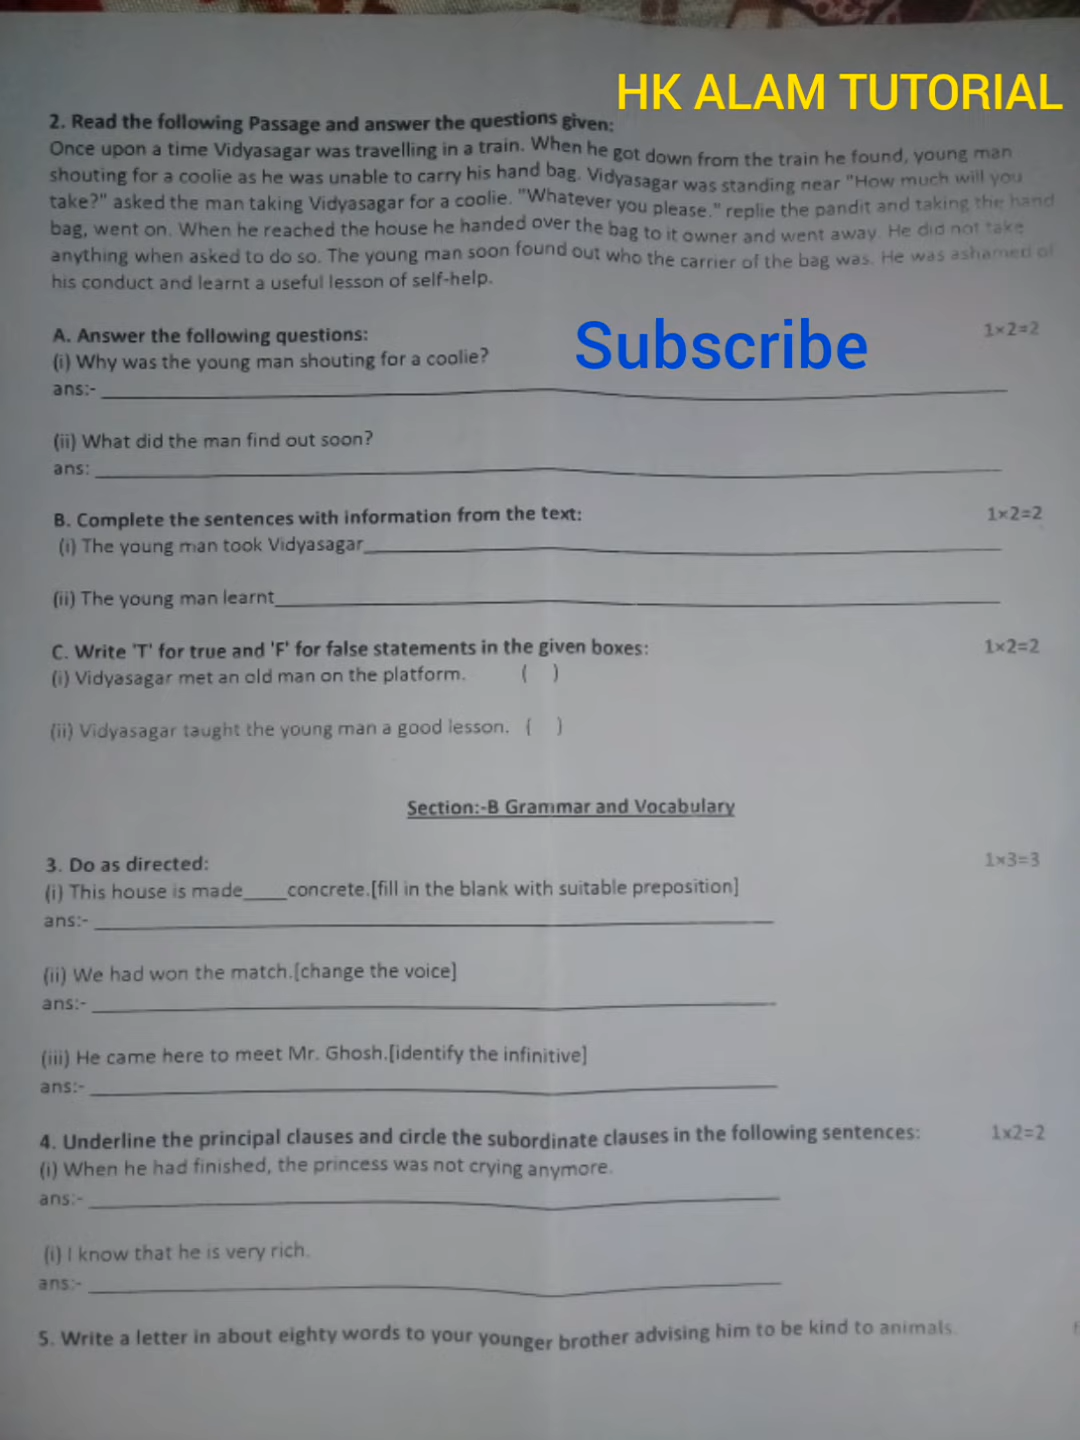 HK ALAM TUTORIAL
2. Read the following Passage and answer the questions given:
Once upon a time Vidyasagar was travelling in a train. When he got down from the train he found, young man
shouting for a coolie as he was unable to carry his hand bag. Vidyasagar was standing near "How much will you
take?" asked the man taking Vidyasagar for a coolie. "Whatever you please." replie the pandit and taking the hand
bag, went on. When he reached the house he handed over the bag to it owner and went away. He did not take
anything when asked to do so. The young man soon found out who the carrier of the bag was. He was ashamed of
his conduct and learnt a useful lesson of self-help.
A. Answer the following questions: 1×2=2
Subscribe
(i) Why was the young man shouting for a coolie?
ans:-
(ii) What did the man find out soon?
ans:
B. Complete the sentences with information from the text: 1×2=2
(i) The young man took Vidyasagar
(ii) The young man learnt
C. Write 'T' for true and 'F' for false statements in the given boxes: 1×2=2
(i) Vidyasagar met an old man on the platform. ( )
(ii) Vidyasagar taught the young man a good lesson. ( )
Section:-B Grammar and Vocabulary
3. Do as directed: 1×3=3
(i) This house is made____concrete.[fill in the blank with suitable preposition]
ans:-
(ii) We had won the match.[change the voice]
ans:-
(iii) He came here to meet Mr. Ghosh.[identify the infinitive]
ans:-
4. Underline the principal clauses and circle the subordinate clauses in the following sentences: 1x2=2
(i) When he had finished, the princess was not crying anymore.
ans:-
(i) I know that he is very rich.
ans:-
5. Write a letter in about eighty words to your younger brother advising him to be kind to animals.